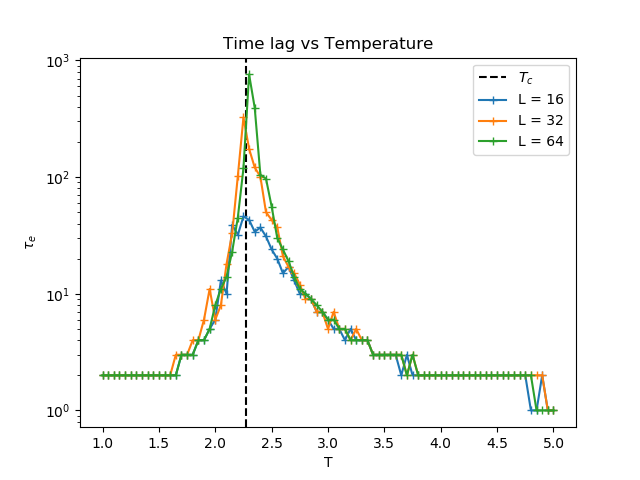 Time lag vs Temperature
10³
10²
10¹
10⁰
τₑ
T_c
L = 16
L = 32
L = 64
1.0 1.5 2.0 2.5 3.0 3.5 4.0 4.5 5.0
T